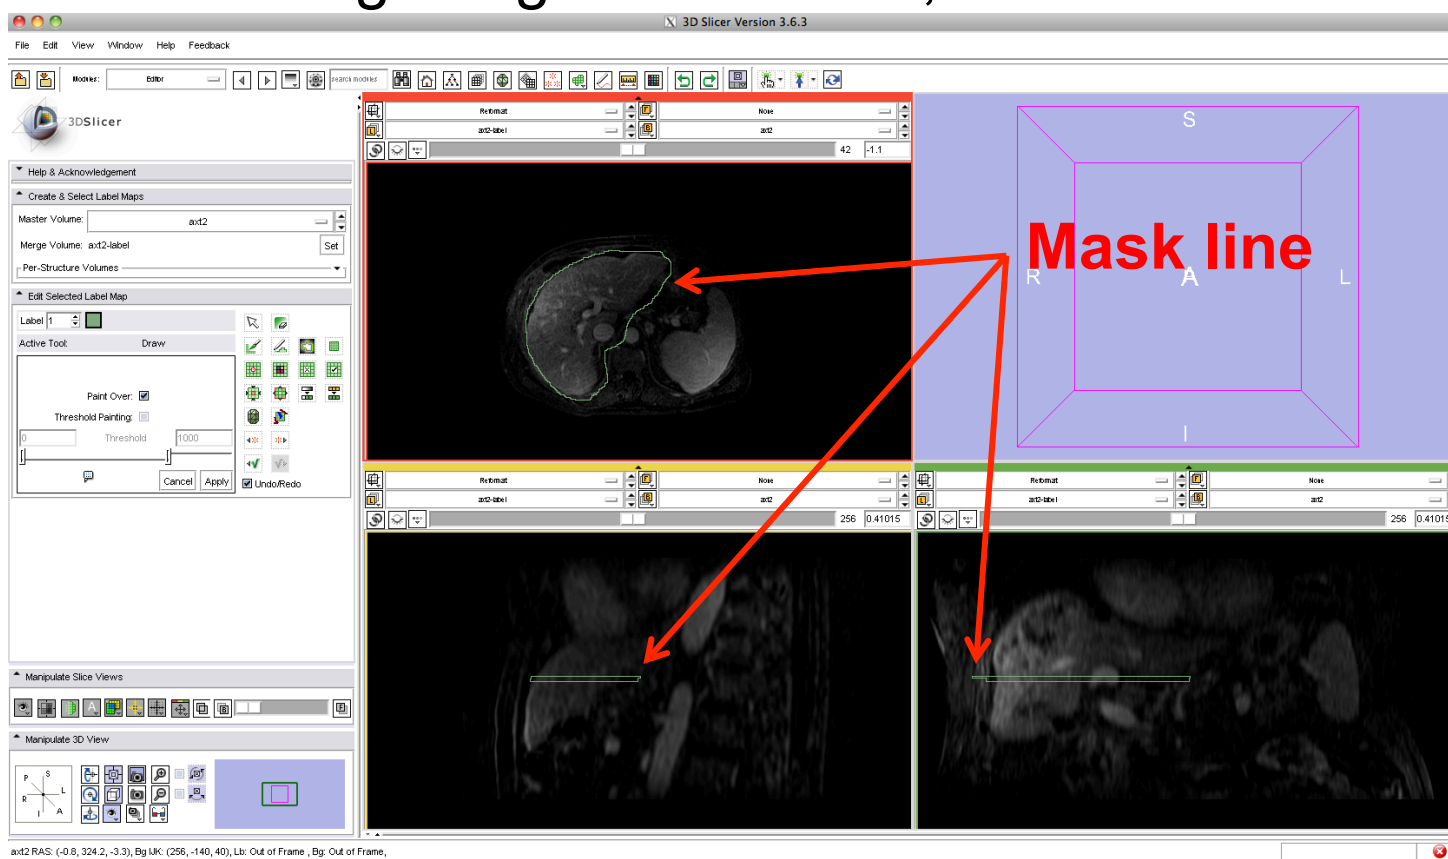 3D Slicer Version 3.6.3
File Edit View Window Help Feedback
Modules: Editor search modules
3DSlicer
Help & Acknowledgement
Create & Select Label Maps
Master Volume: axt2
Merge Volume: axt2-label Set
Per-Structure Volumes
Edit Selected Label Map
Label 1
Active Tool: Draw
Paint Over:
Threshold Painting:
0 Threshold 1000
Cancel Apply Undo/Redo
Manipulate Slice Views
Manipulate 3D View
P S
R L
I A
Reformat None
axt2-label axt2
42 -1.1
S
Mask line
R A L
I
Reformat None
axt2-label axt2
256 0.41015
Reformat None
axt2-label axt2
256 0.41015
axt2 RAS: (-0.8, 324.2, -3.3), Bg IJK: (256, -140, 40), Lb: Out of Frame , Bg: Out of Frame,